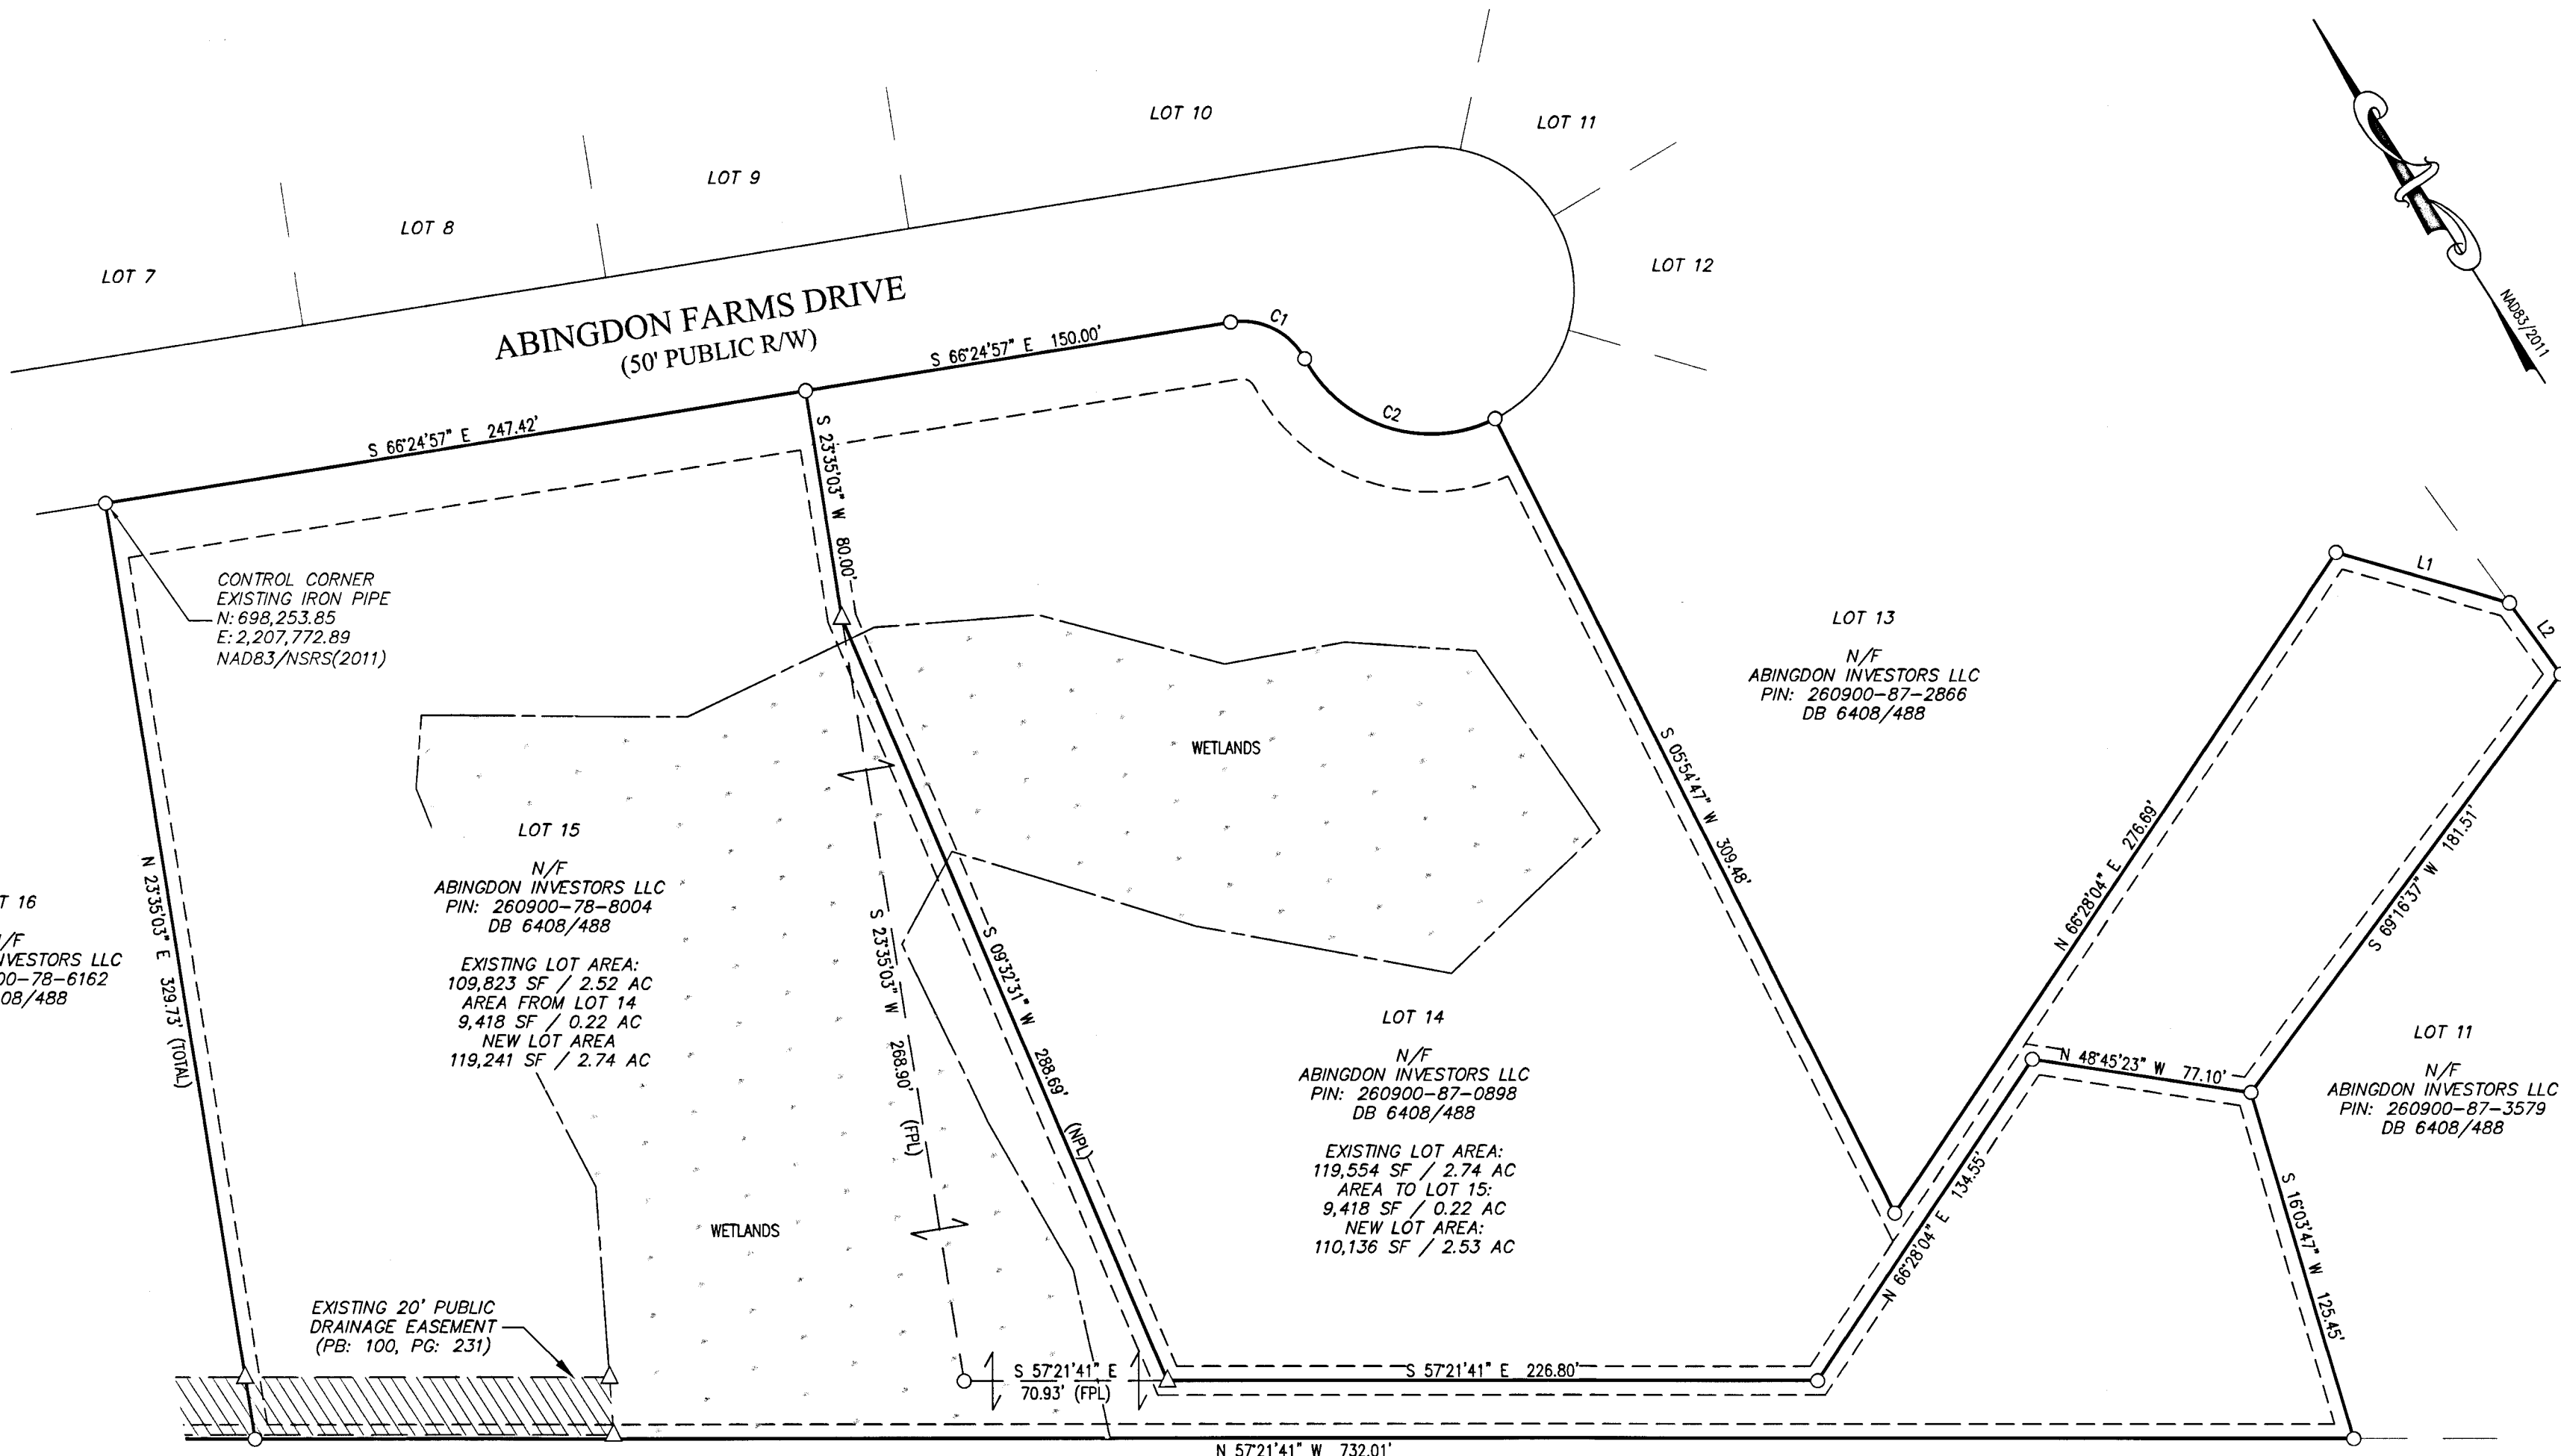 LOT 7
LOT 8
LOT 9
LOT 10
LOT 11
LOT 12
ABINGDON FARMS DRIVE
(50' PUBLIC R/W)
NAD83/2011
S 66°24'57" E 247.42'
S 66°24'57" E 150.00'
C1
C2
S 23°35'03" W 80.00'
CONTROL CORNER
EXISTING IRON PIPE
N: 698,253.85
E: 2,207,772.89
NAD83/NSRS(2011)
LOT 13
N/F
ABINGDON INVESTORS LLC
PIN: 260900-87-2866
DB 6408/488
L1
L2
WETLANDS
S 05°54'47" W 309.48'
N 66°28'04" E 276.69'
S 69°16'37" W 181.51'
N 23°35'03" E 329.73' (TOTAL)
T 16
/F
NVESTORS LLC
00-78-6162
08/488
LOT 15
N/F
ABINGDON INVESTORS LLC
PIN: 260900-78-8004
DB 6408/488
EXISTING LOT AREA:
109,823 SF / 2.52 AC
AREA FROM LOT 14
9,418 SF / 0.22 AC
NEW LOT AREA
119,241 SF / 2.74 AC
S 23°35'03" W 268.90' (FPL)
S 09°32'31" W 288.69' (NPL)
LOT 14
N/F
ABINGDON INVESTORS LLC
PIN: 260900-87-0898
DB 6408/488
EXISTING LOT AREA:
119,554 SF / 2.74 AC
AREA TO LOT 15:
9,418 SF / 0.22 AC
NEW LOT AREA:
110,136 SF / 2.53 AC
N 48°45'23" W 77.10'
N 66°28'04" E 134.55'
S 16°03'47" W 125.45'
LOT 11
N/F
ABINGDON INVESTORS LLC
PIN: 260900-87-3579
DB 6408/488
WETLANDS
EXISTING 20' PUBLIC
DRAINAGE EASEMENT
(PB: 100, PG: 231)
S 57°21'41" E
70.93' (FPL)
S 57°21'41" E 226.80'
N 57°21'41" W 732.01'